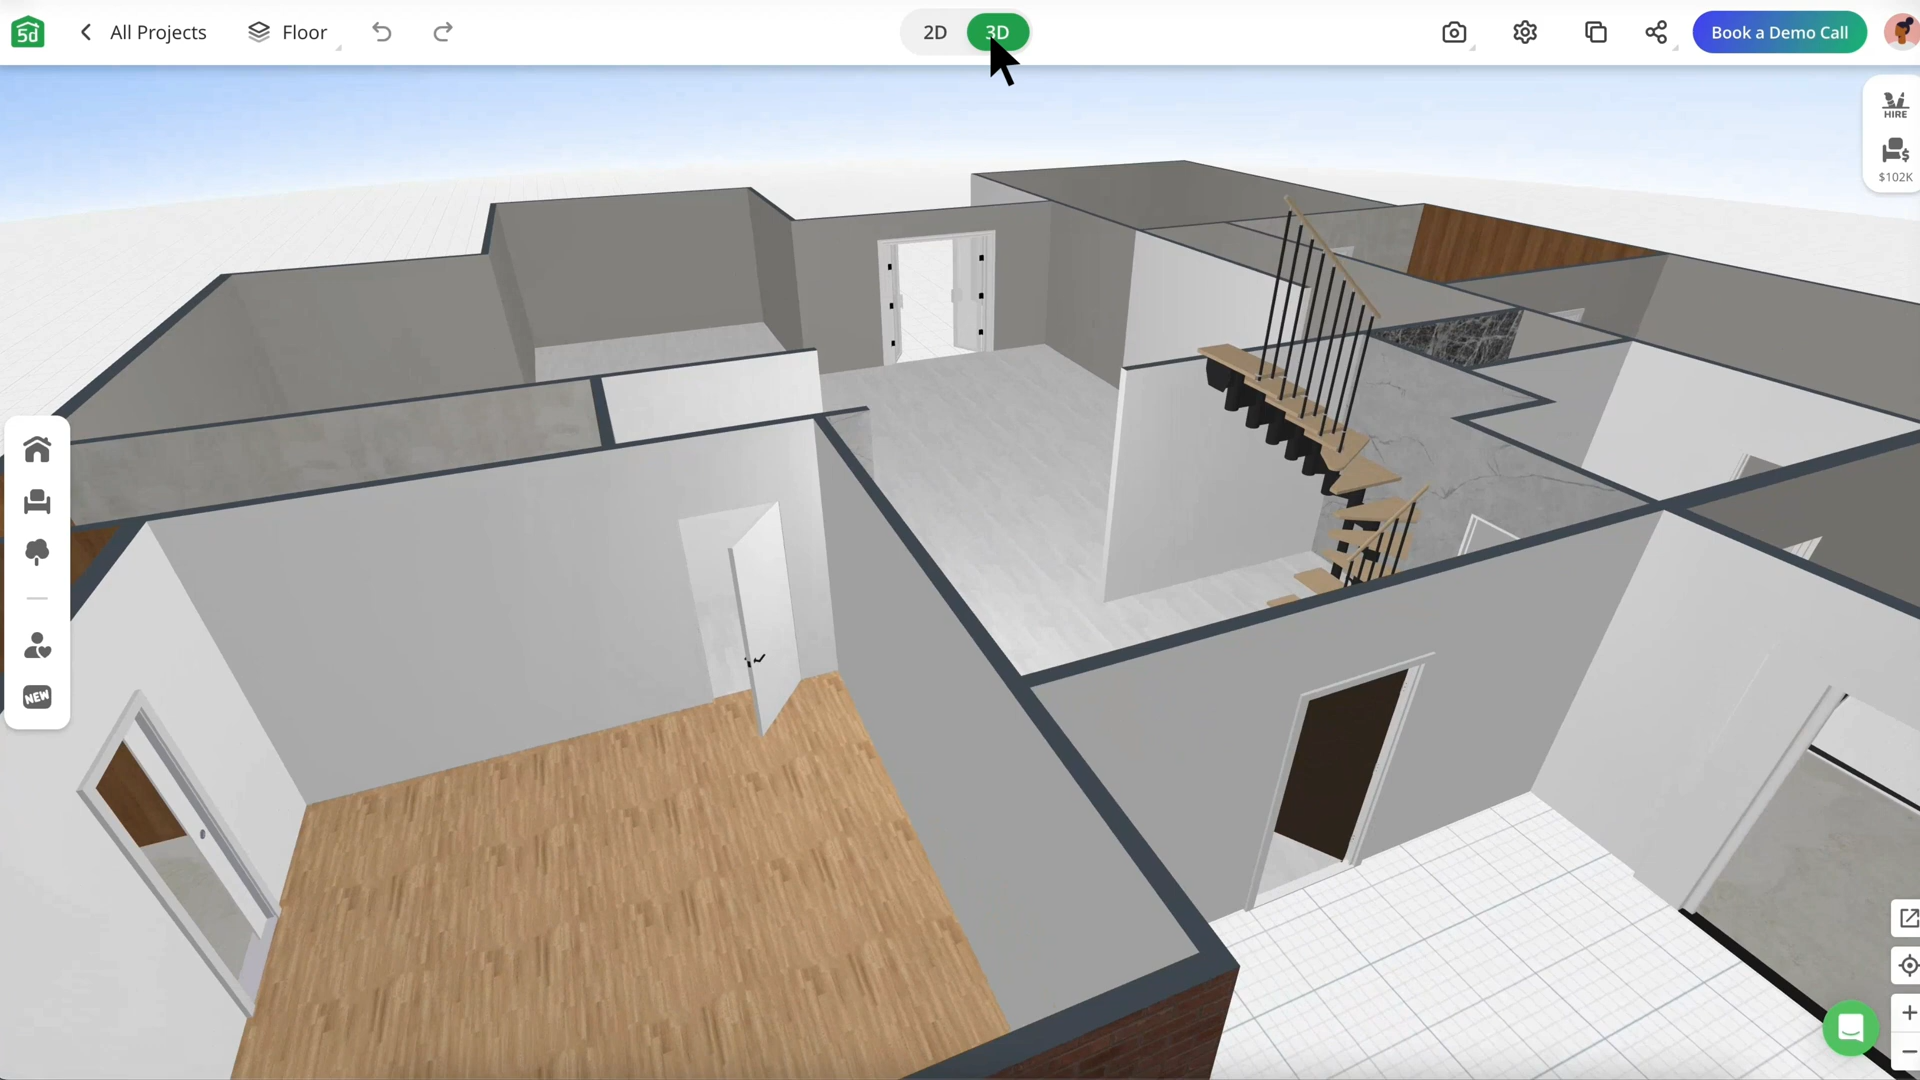 5d
All Projects
Floor
2D
3D
Book a Demo Call
HIRE
$102K
NEW